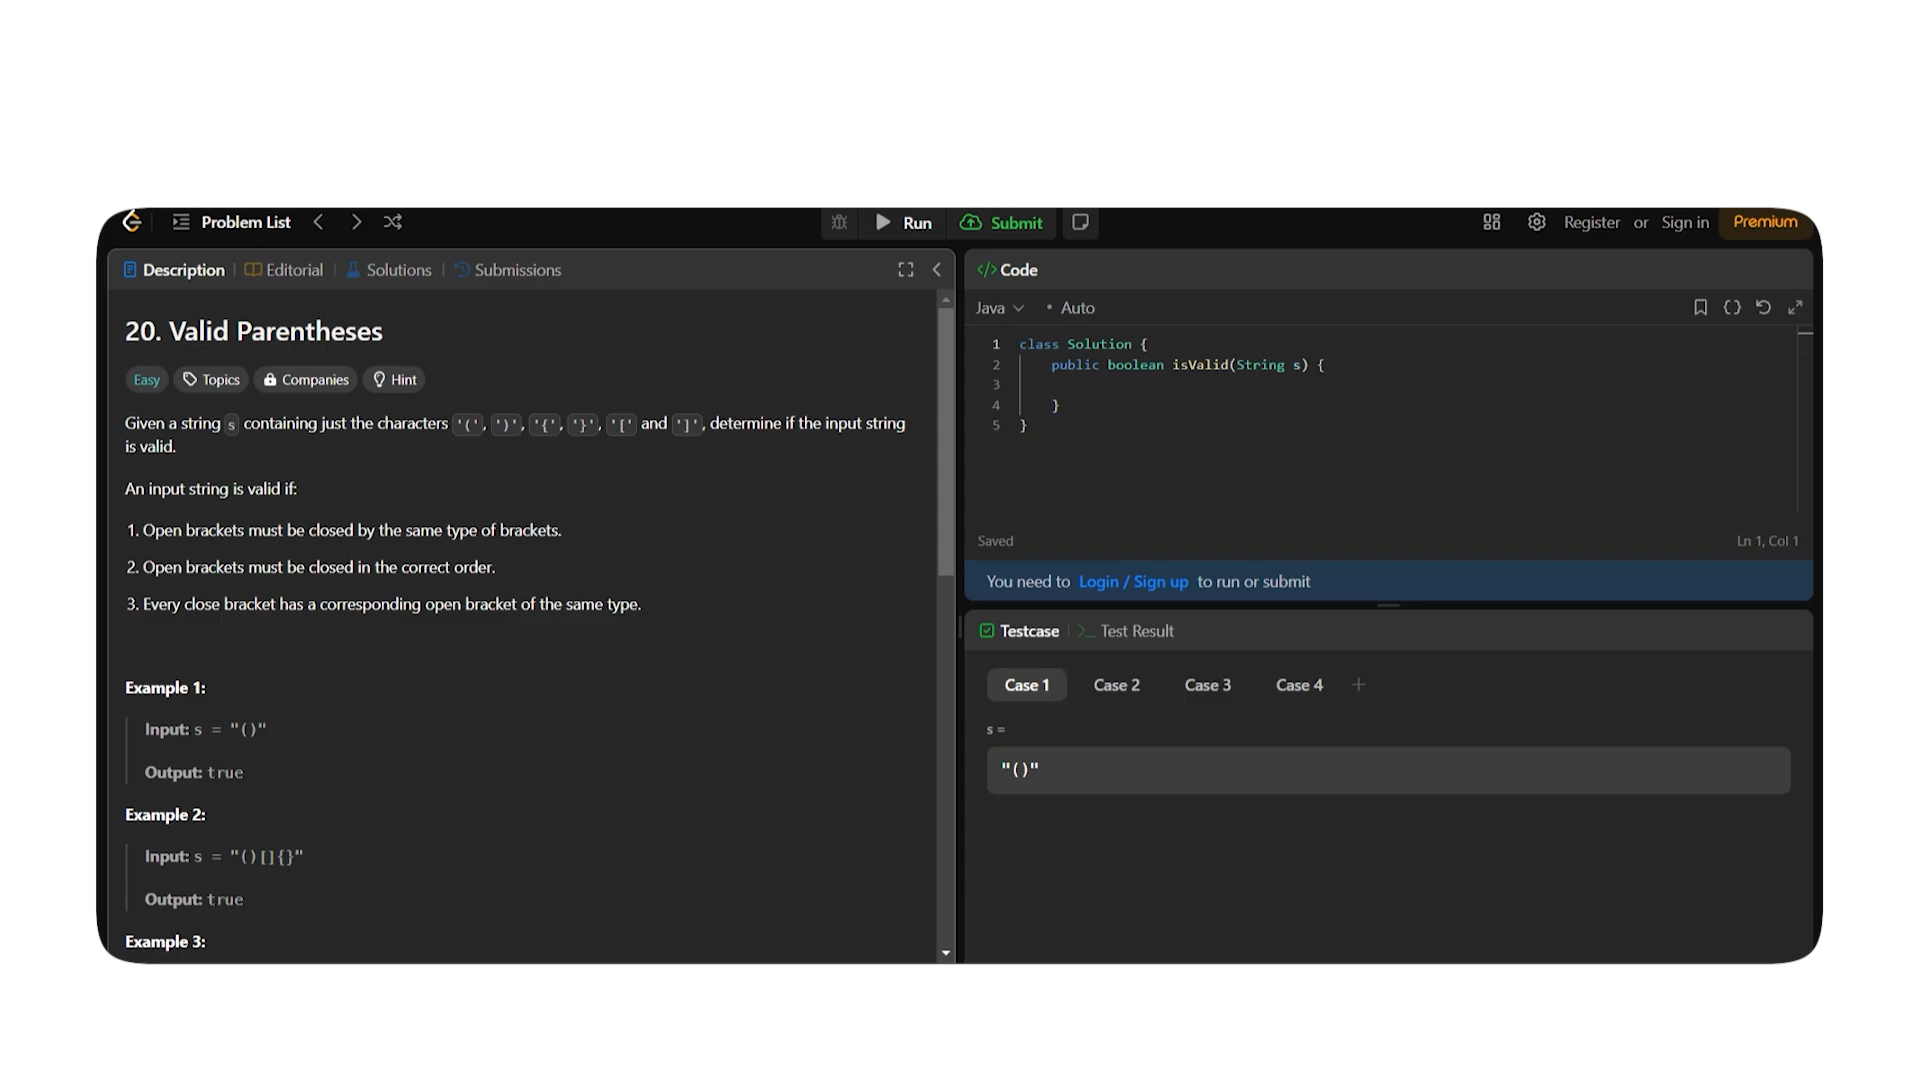 Problem List
Run
Submit
Register or Sign in
Premium
Description
Editorial
Solutions
Submissions
20. Valid Parentheses
Easy
Topics
Companies
Hint
Given a string s containing just the characters '(', ')', '{', '}', '[' and ']', determine if the input string
is valid.
An input string is valid if:
1. Open brackets must be closed by the same type of brackets.
2. Open brackets must be closed in the correct order.
3. Every close bracket has a corresponding open bracket of the same type.
Example 1:
Input: s = "()"
Output: true
Example 2:
Input: s = "()[]{}"
Output: true
Example 3:
</> Code
Java
• Auto
1 class Solution {
2     public boolean isValid(String s) {
3
4     }
5 }
Saved
Ln 1, Col 1
You need to Login / Sign up to run or submit
Testcase
>_ Test Result
Case 1
Case 2
Case 3
Case 4
+
s =
"()"